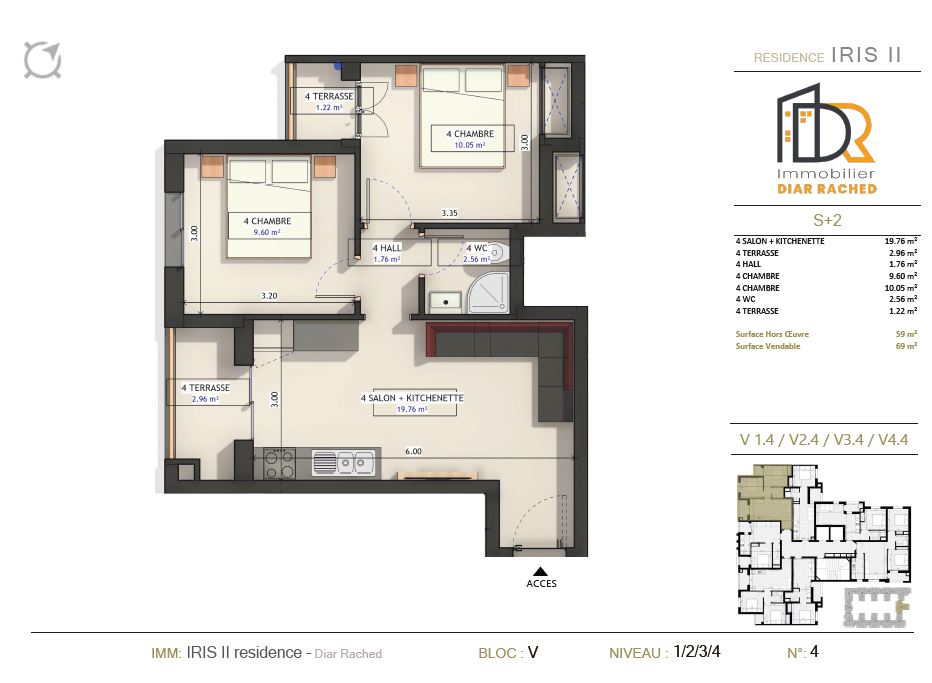 RESIDENCE IRIS II
Immobilier
DIAR RACHED
S+2
4 SALON + KITCHENETTE 19.76 m²
4 TERRASSE 2.96 m²
4 HALL 1.76 m²
4 CHAMBRE 9.60 m²
4 CHAMBRE 10.05 m²
4 WC 2.56 m²
4 TERRASSE 1.22 m²
Surface Hors Œuvre 59 m²
Surface Vendable 69 m²
V 1.4 / V2.4 / V3.4 / V4.4
4 TERRASSE
1.22 m²
4 CHAMBRE
10.05 m²
3.00
3.35
4 CHAMBRE
9.60 m²
3.00
3.20
4 HALL
1.76 m²
4 WC
2.56 m²
4 TERRASSE
2.96 m²
3.00
4 SALON + KITCHENETTE
19.76 m²
6.00
ACCES
IMM: IRIS II residence - Diar Rached BLOC : V NIVEAU : 1/2/3/4 N°: 4